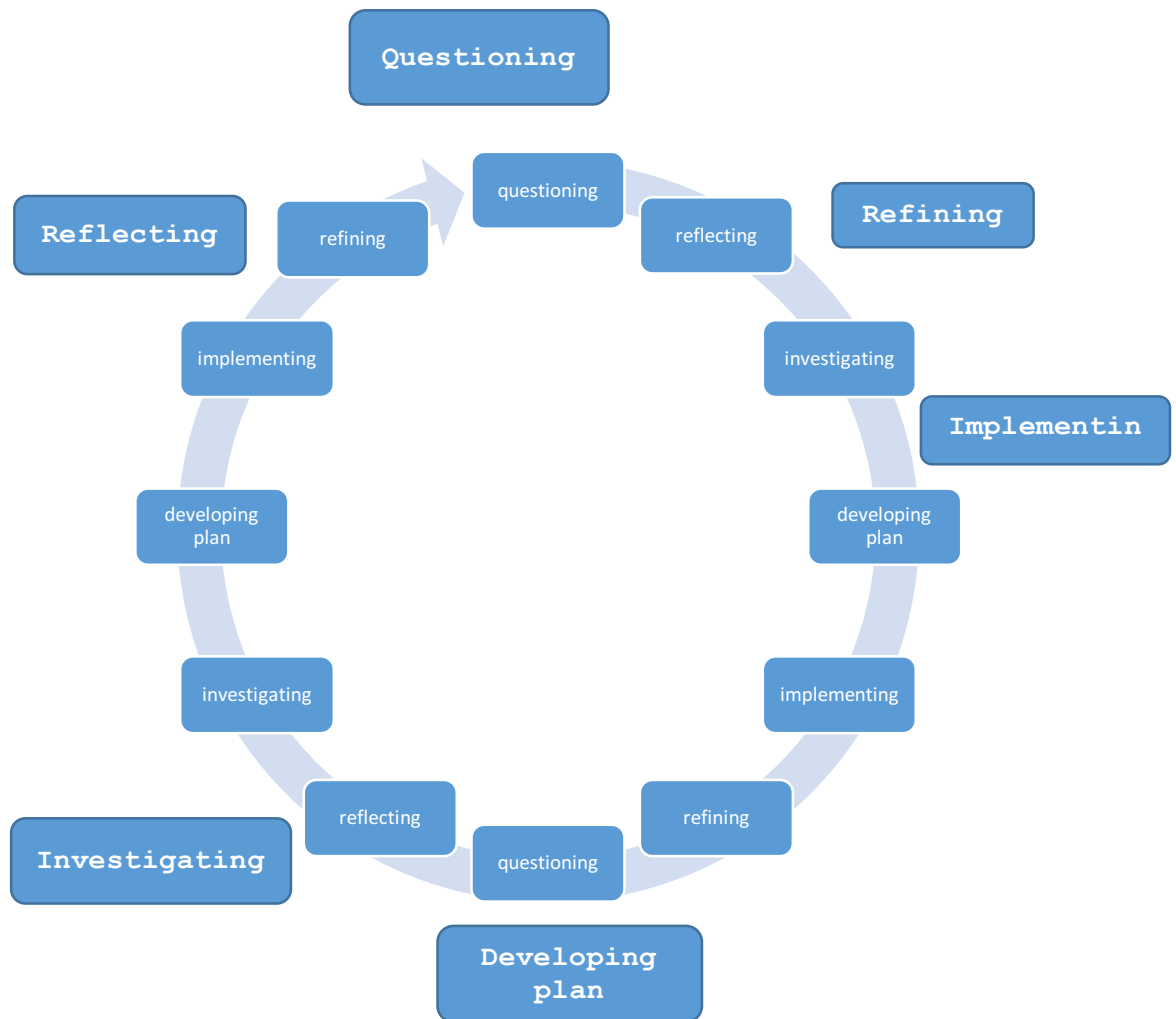 Questioning
questioning
Refining
Reflecting
refining
reflecting
implementing
investigating
Implementin
developing
plan
developing
plan
investigating
implementing
reflecting
refining
Investigating
questioning
Developing
plan